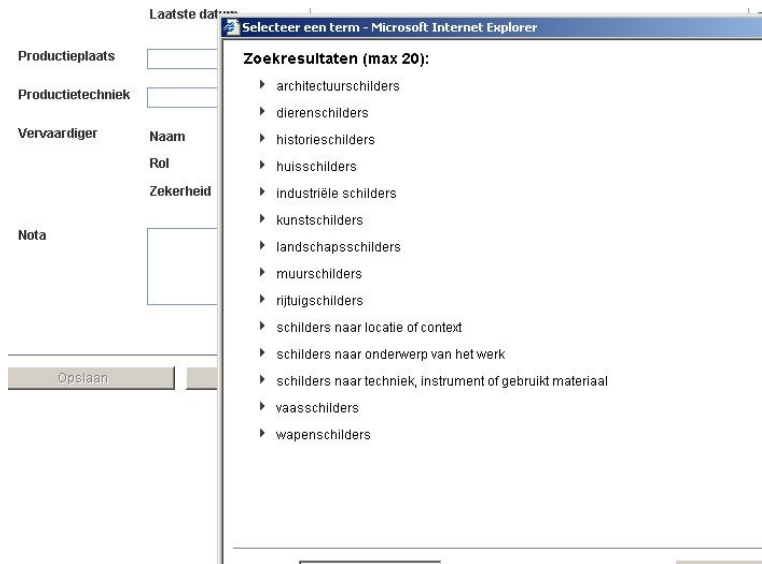 Laatste datum
Selecteer een term - Microsoft Internet Explorer
Productieplaats
Productietechniek
Vervaardiger
Naam
Rol
Zekerheid
Nota
Opslaan
Zoekresultaten (max 20):
architectuurschilders
dierenschilders
historieschilders
huisschilders
industriële schilders
kunstschilders
landschapsschilders
muurschilders
rijtuigschilders
schilders naar locatie of context
schilders naar onderwerp van het werk
schilders naar techniek, instrument of gebruikt materiaal
vaasschilders
wapenschilders